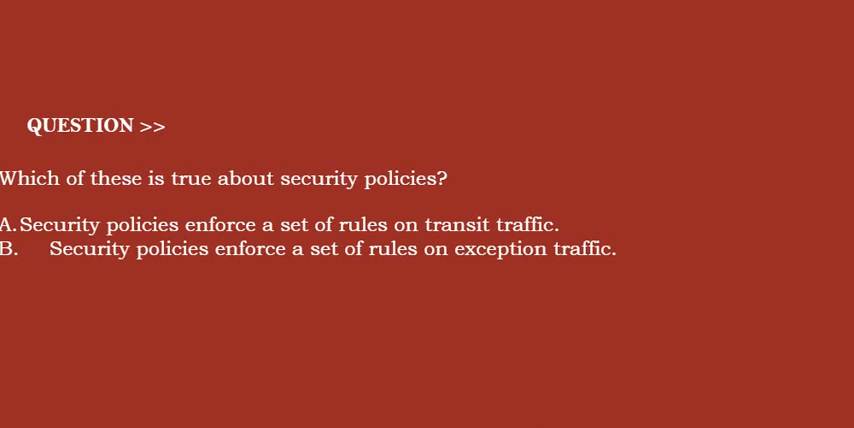 QUESTION >>
Which of these is true about security policies?
A. Security policies enforce a set of rules on transit traffic.
B. Security policies enforce a set of rules on exception traffic.